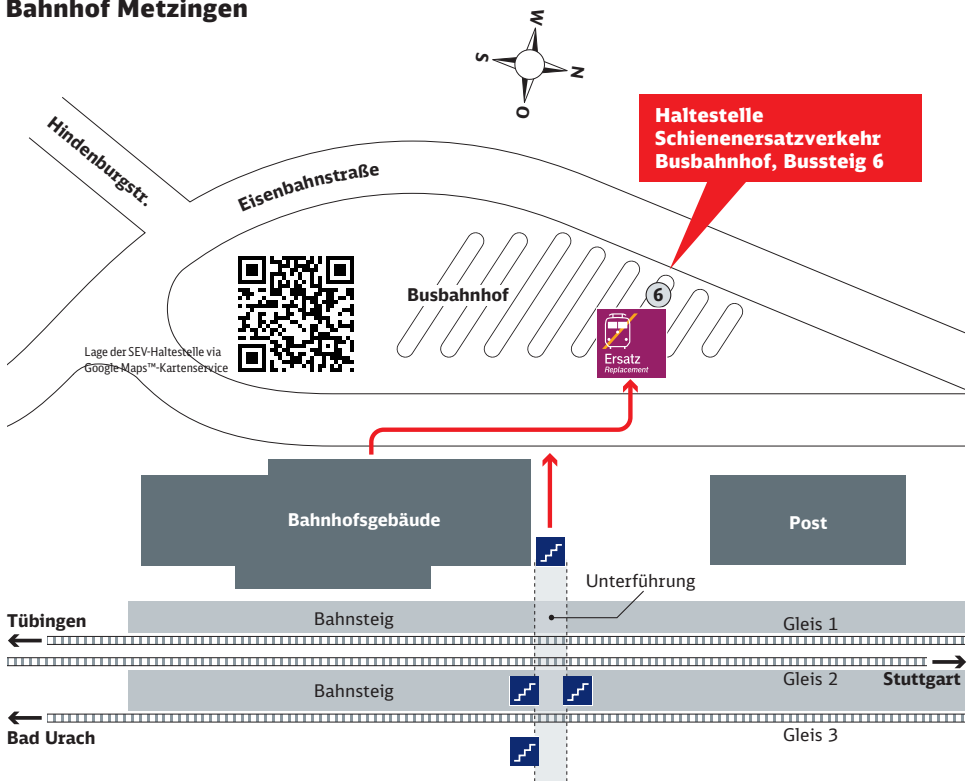 Bahnhof Metzingen
W
S
N
O
Haltestelle
Schienenersatzverkehr
Busbahnhof, Bussteig 6
Hindenburgstr.
Eisenbahnstraße
Busbahnhof
6
Lage der SEV-Haltestelle via
Google Maps™-Kartenservice
Ersatz
Replacement
Bahnhofsgebäude
Post
Unterführung
Tübingen
Bahnsteig
Gleis 1
Bahnsteig
Gleis 2
Stuttgart
Bad Urach
Gleis 3